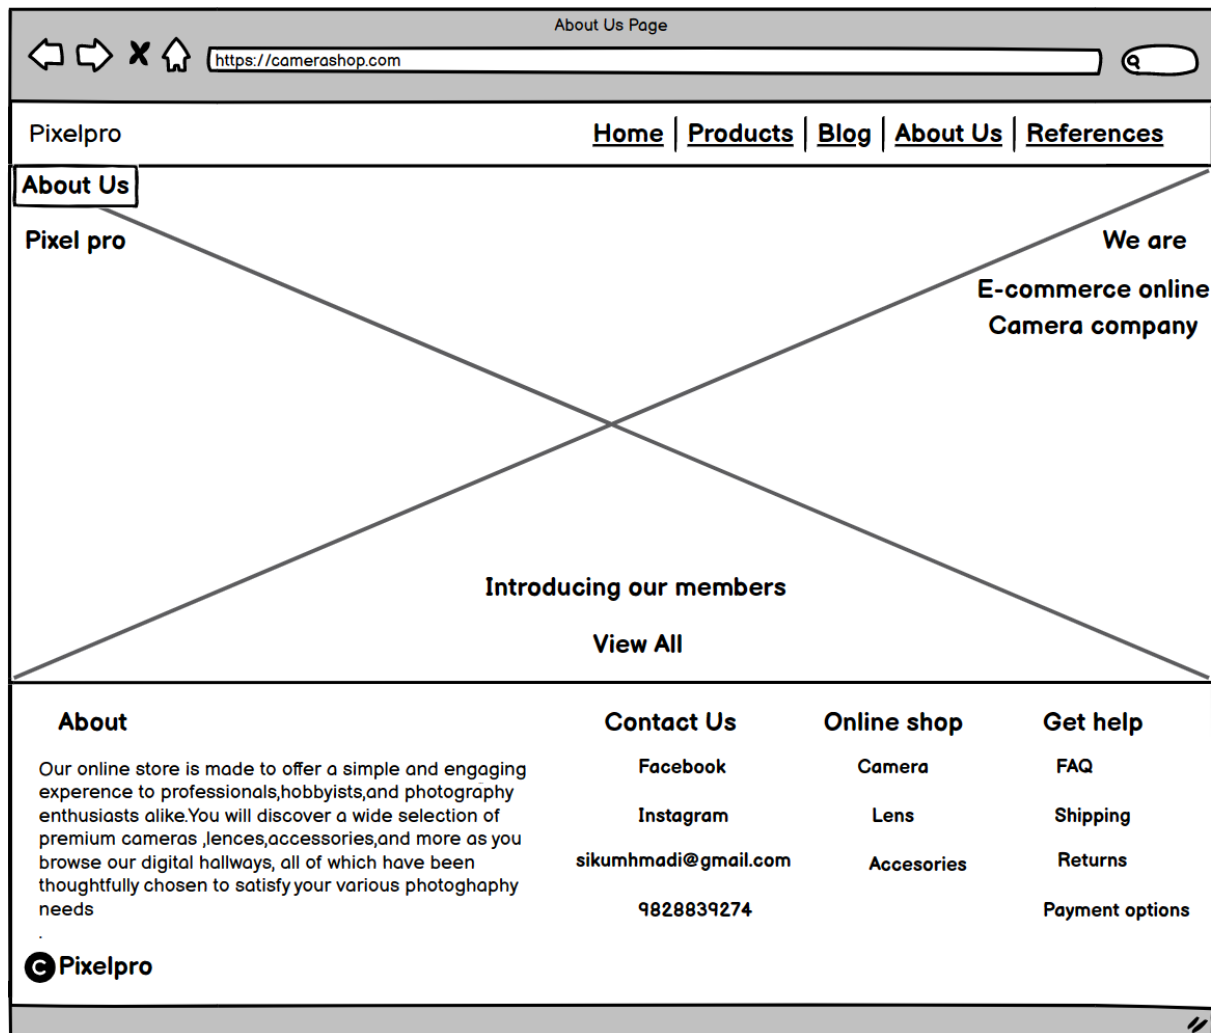 About Us Page
https://camerashop.com
Pixelpro
Home | Products | Blog | About Us | References
About Us
Pixel pro
We are
E-commerce online
Camera company
Introducing our members
View All
About
Our online store is made to offer a simple and engaging
experence to professionals,hobbyists,and photography
enthusiasts alike.You will discover a wide selection of
premium cameras ,lences,accessories,and more as you
browse our digital hallways, all of which have been
thoughtfully chosen to satisfy your various photoghaphy
needs
.
© Pixelpro
Contact Us
Facebook
Instagram
sikumhmadi@gmail.com
9828839274
Online shop
Camera
Lens
Accesories
Get help
FAQ
Shipping
Returns
Payment options